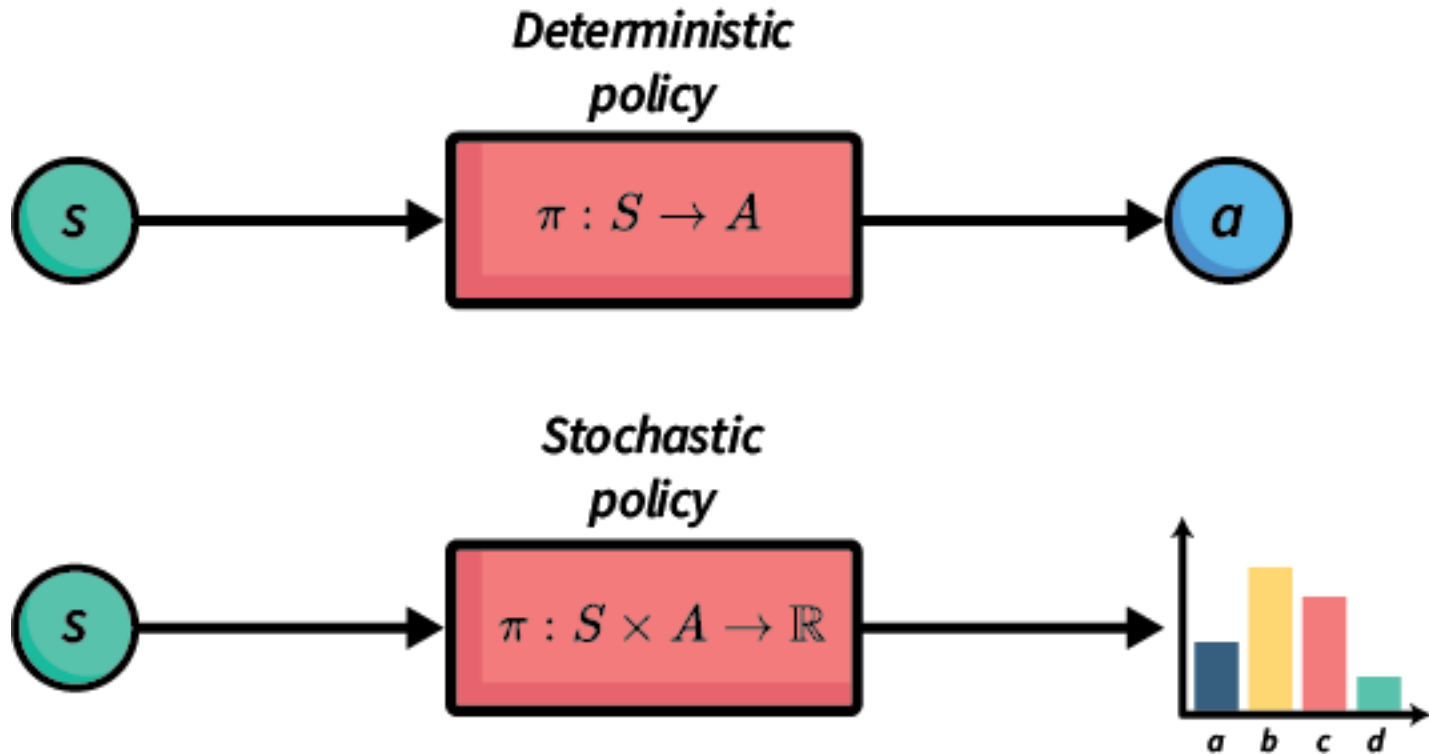 Deterministic
policy
s
π : S → A
a
Stochastic
policy
s
π : S × A → ℝ
a b c d